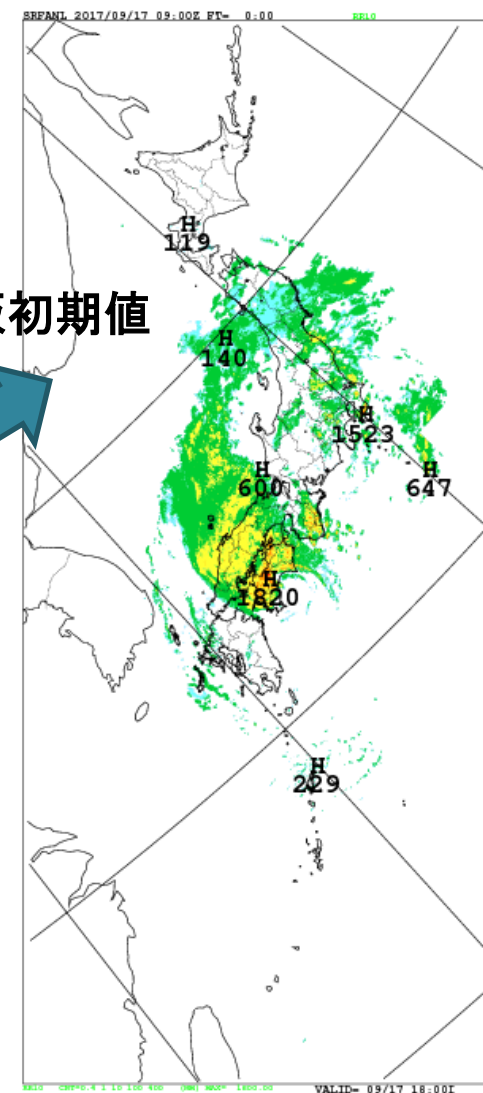 SRFANL 2017/09/17 09:00Z FT= 0:00 RR10
H
119
初期値
H
140
H
1523
H
600
H
647
H
1820
H
229
VALID= 09/17 18:00I